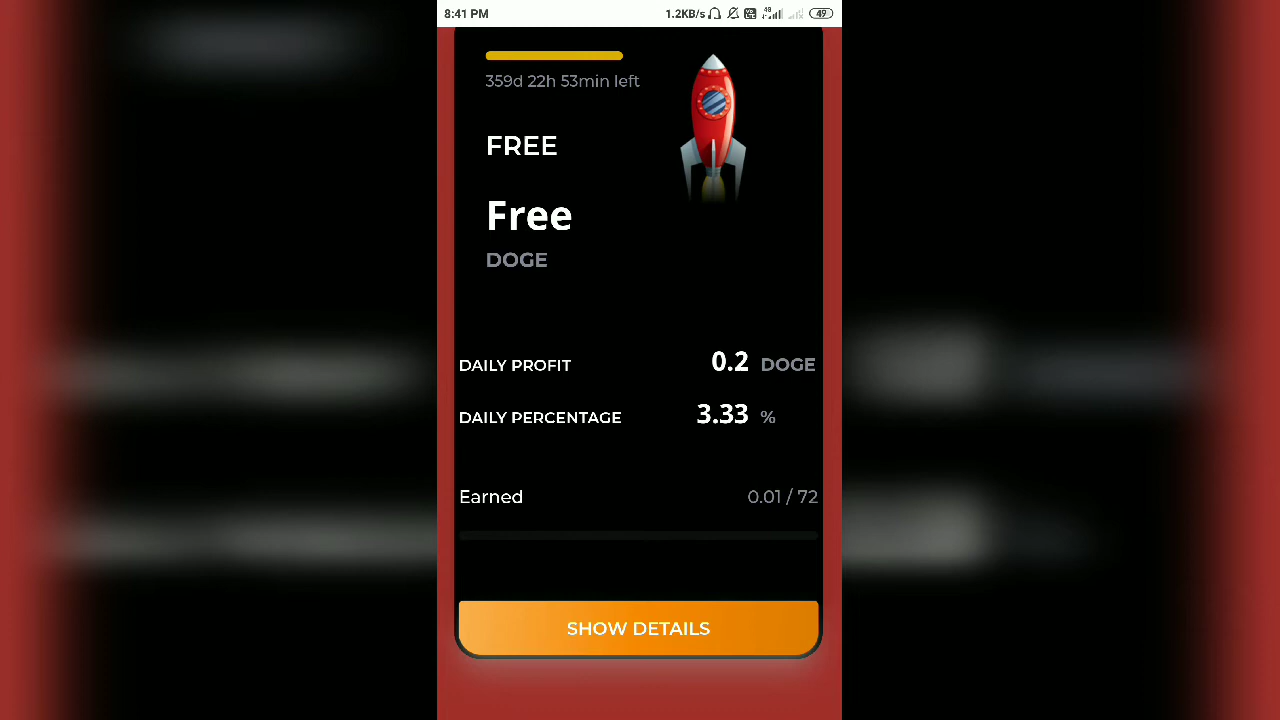 8:41 PM 1.2KB/s 4G 49
359d 22h 53min left
FREE
Free
DOGE
DAILY PROFIT 0.2 DOGE
DAILY PERCENTAGE 3.33 %
Earned 0.01 / 72
SHOW DETAILS